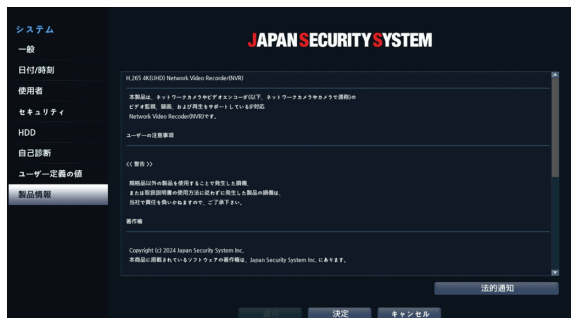 システム
一般
日付/時刻
使用者
セキュリティ
HDD
自己診断
ユーザー定義の値
製品情報
JAPAN SECURITY SYSTEM
H.265 4K(UHD) Network Video Recorder(NVR)
本製品は、ネットワークカメラやビデオエンコーダ(以下、ネットワークカメラやカメラで通称)の
ビデオ監視、録画、および再生をサポートしているIP対応
Network Video Recoder(NVR)です。
ユーザーの注意事項
<< 警告 >>
規格品以外の製品を使用することで発生した損傷、
または取扱説明書の使用方法に従わずに発生した製品の損傷は、
当社で責任を負いかねますので、ご了承下さい。
著作権
Copyright (c) 2024 Japan Security System Inc.
本商品に搭載されているソフトウェアの著作権は、Japan Security System Inc. にあります。
法的通知
決定
キャンセル